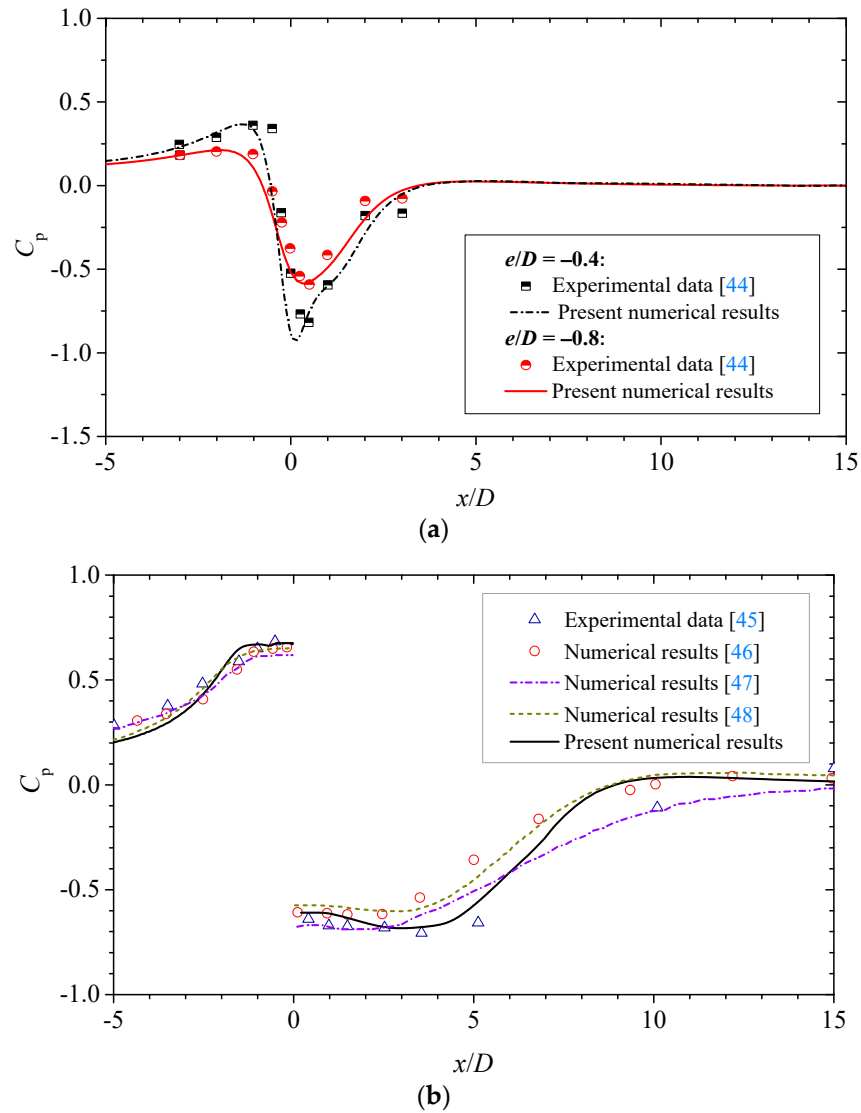 1.0
0.5
0.0
-0.5
-1.0
-1.5
Cp
e/D = –0.4:
Experimental data [44]
Present numerical results
e/D = –0.8:
Experimental data [44]
Present numerical results
-5 0 5 10 15
x/D
(a)
1.0
0.5
0.0
-0.5
-1.0
Cp
Experimental data [45]
Numerical results [46]
Numerical results [47]
Numerical results [48]
Present numerical results
-5 0 5 10 15
x/D
(b)